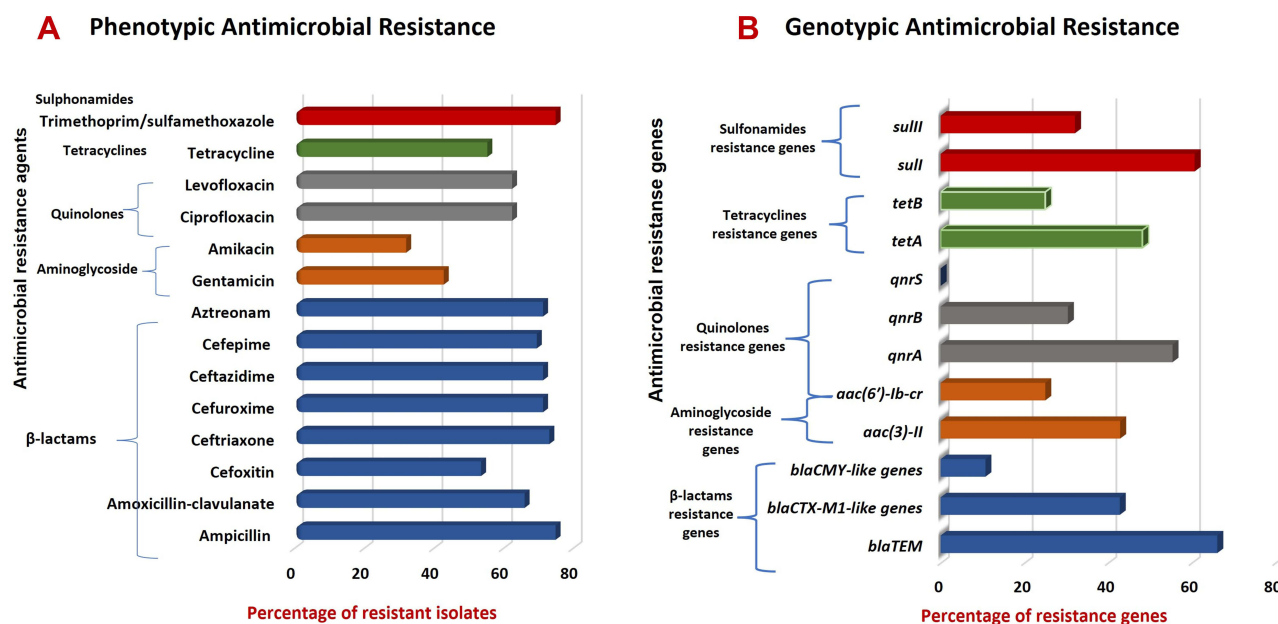 A Phenotypic Antimicrobial Resistance
Antimicrobial resistance agents
Sulphonamides
Trimethoprim/sulfamethoxazole
Tetracyclines
Tetracycline
Quinolones
Levofloxacin
Ciprofloxacin
Aminoglycoside
Amikacin
Gentamicin
β-lactams
Aztreonam
Cefepime
Ceftazidime
Cefuroxime
Ceftriaxone
Cefoxitin
Amoxicillin-clavulanate
Ampicillin
0 20 40 60 80
Percentage of resistant isolates
B Genotypic Antimicrobial Resistance
Antimicrobial resistanse genes
Sulfonamides
resistance genes
sulII
sulI
Tetracyclines
resistance genes
tetB
tetA
Quinolones
resistance genes
qnrS
qnrB
qnrA
Aminoglycoside
resistance
genes
aac(6’)-Ib-cr
aac(3)-II
β-lactams
resistance
genes
blaCMY-like genes
blaCTX-M1-like genes
blaTEM
0 20 40 60 80
Percentage of resistance genes